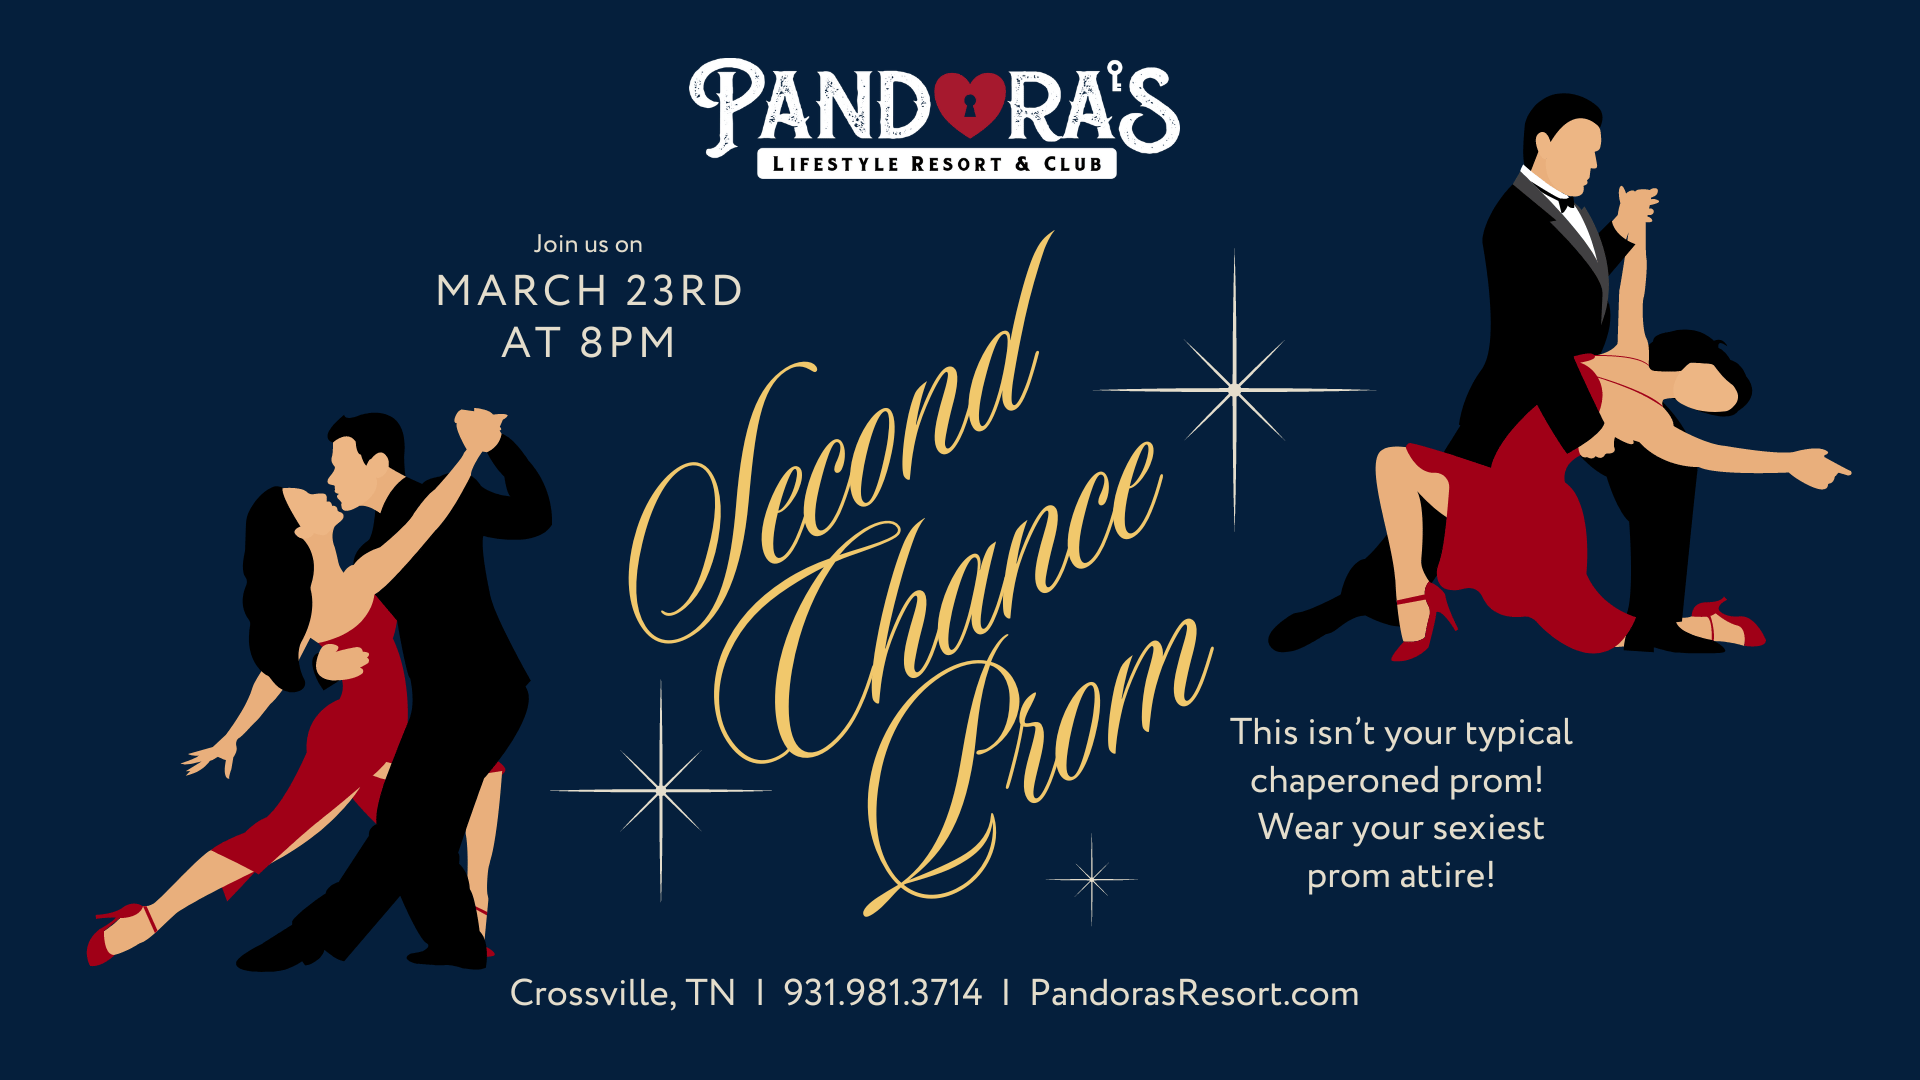 PANDORA'S
LIFESTYLE RESORT & CLUB
Join us on
MARCH 23RD
AT 8PM
Second
Chance
Prom
This isn't your typical
chaperoned prom!
Wear your sexiest
prom attire!
Crossville, TN | 931.981.3714 | PandorasResort.com